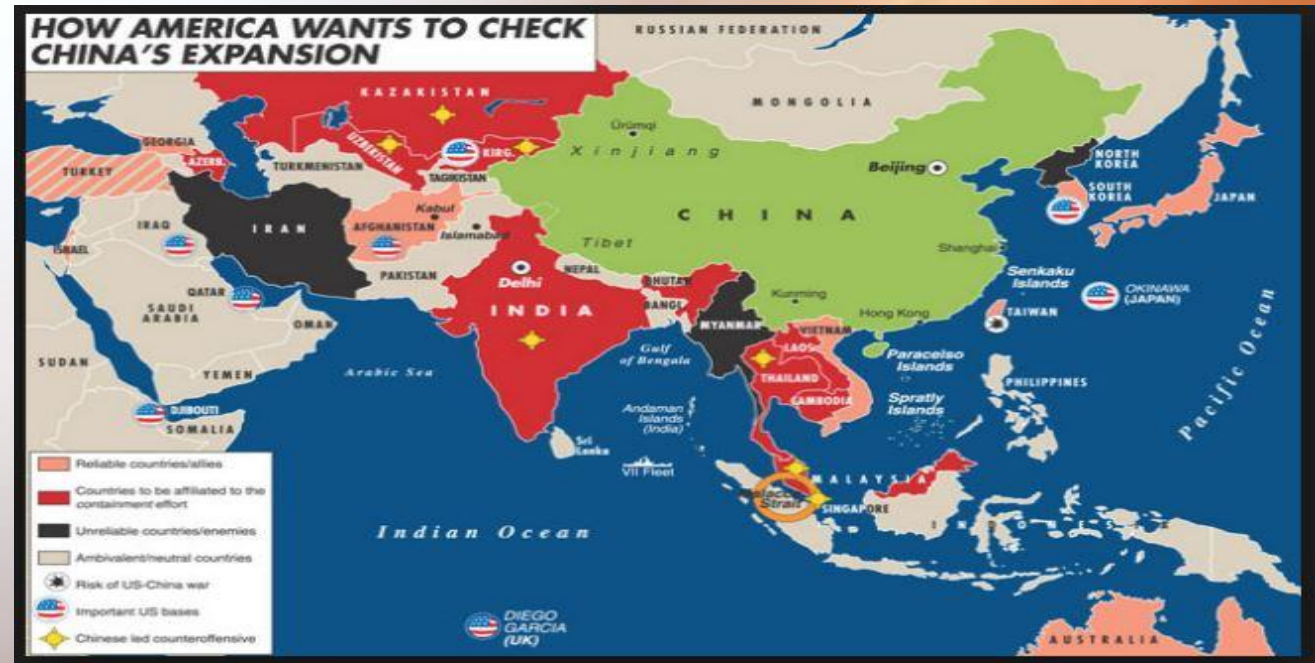 HOW AMERICA WANTS TO CHECK
CHINA'S EXPANSION
RUSSIAN FEDERATION
KAZAKISTAN
MONGOLIA
Ürümqi
Xinjiang
GEORGIA
AZERB.
UZBEKISTAN
KIRG.
TURKMENISTAN
TAGIKISTAN
TURKEY
Beijing
NORTH
KOREA
SOUTH
KOREA
JAPAN
CHINA
IRAQ
IRAN
Kabul
AFGHANISTAN
Islamabad
Tibet
Shanghai
ISRAEL
PAKISTAN
Delhi
NEPAL
BHUTAN
BANGL.
Kunming
Senkaku
Islands
OKINAWA
(JAPAN)
QATAR
SAUDI
ARABIA
OMAN
INDIA
MYANMAR
VIETNAM
Hong Kong
TAIWAN
LAOS
SUDAN
YEMEN
Arabic Sea
Gulf
of Bengala
THAILAND
Paracelso
Islands
PHILIPPINES
CAMBODIA
Spratly
Islands
Pacific Ocean
DJIBOUTI
SOMALIA
Andaman
Islands
(India)
Sri
Lanka
VII Fleet
MALAYSIA
Strait
SINGAPORE
INDONESIA
Indian Ocean
DIEGO
GARCIA
(UK)
AUSTRALIA
Reliable countries/allies
Countries to be affiliated to the
containment effort
Unreliable countries/enemies
Ambivalent/neutral countries
Risk of US-China war
Important US bases
Chinese led counteroffensive